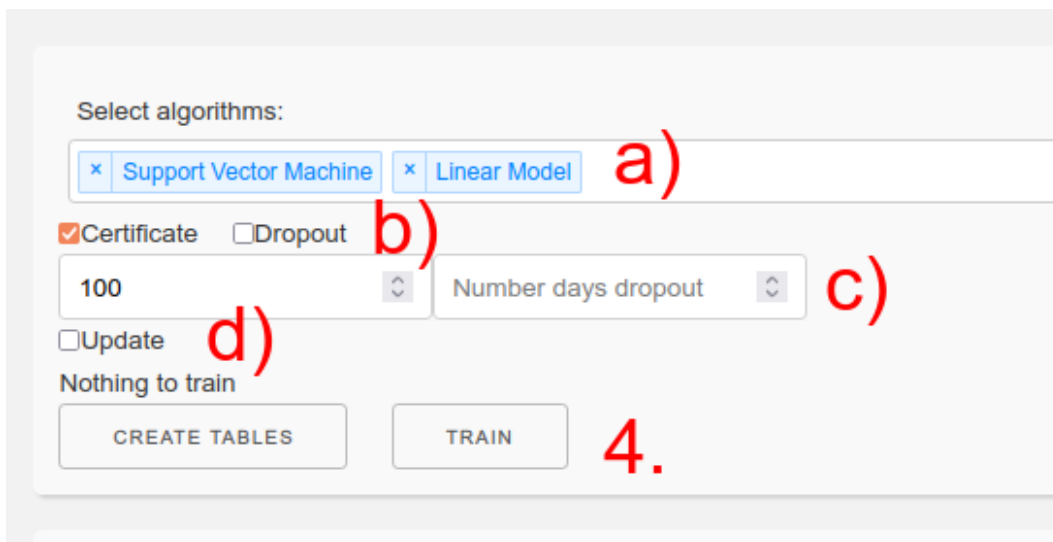 Select algorithms:
× Support Vector Machine × Linear Model a)
Certificate Dropout b)
100 Number days dropout c)
Update d)
Nothing to train
CREATE TABLES TRAIN 4.